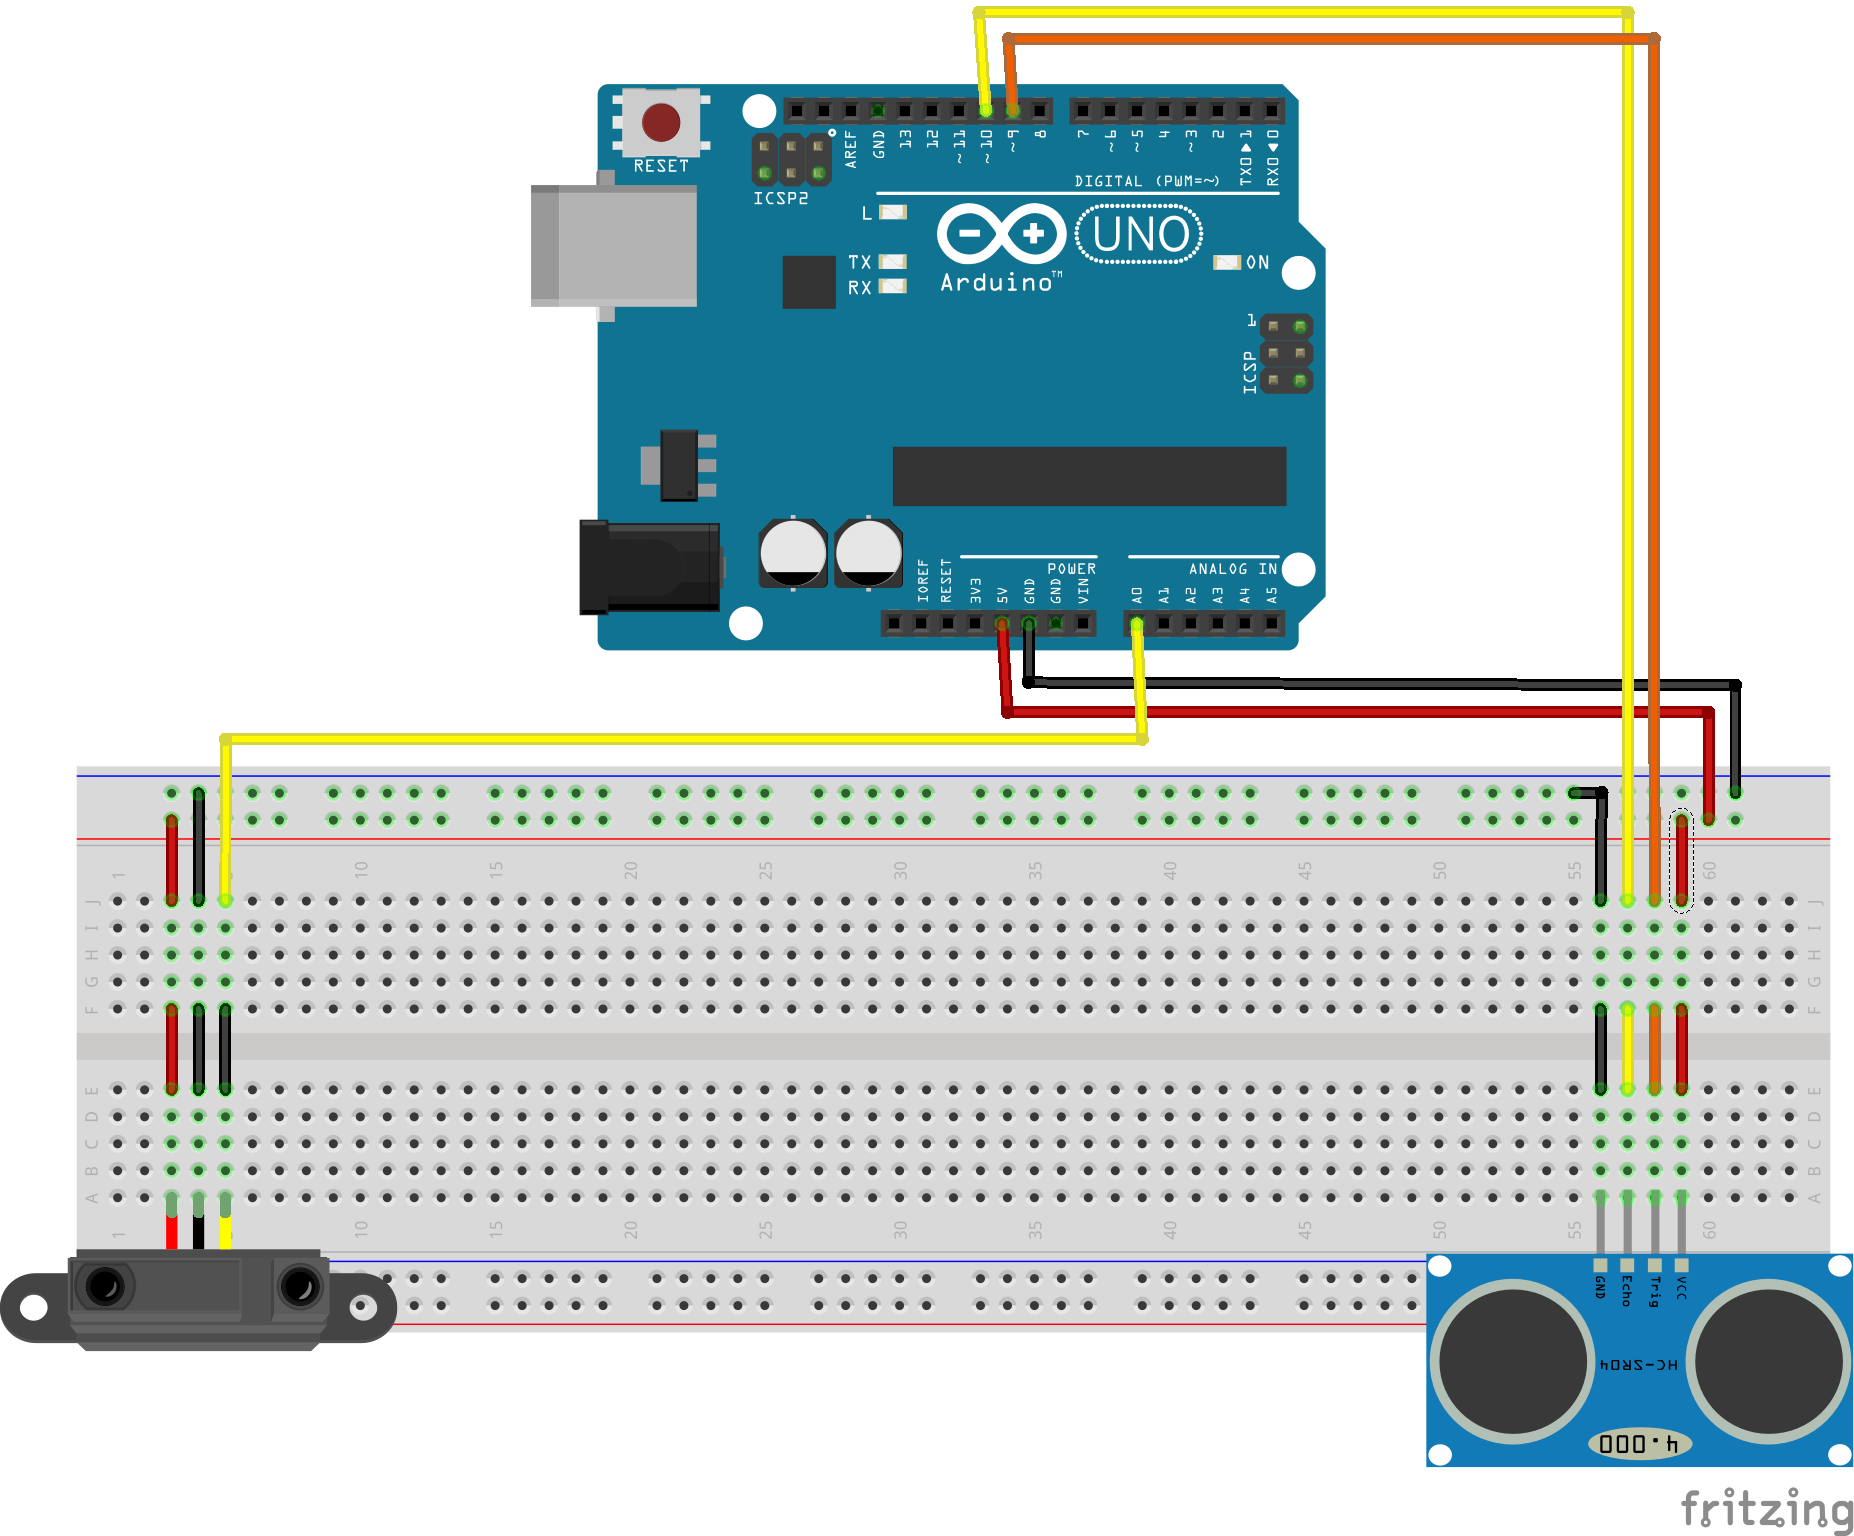 RESET
ICSP2
AREF
GND
13
12
~11
~10
~9
8
7
~6
~5
4
~3
2
TX0▶1
RX0◀0
DIGITAL (PWM=~)
L
TX
RX
Arduino™
UNO
ON
1
ICSP
POWER
ANALOG IN
IOREF
RESET
3V3
5V
GND
GND
VIN
A0
A1
A2
A3
A4
A5
1 10 15 20 25 30 35 40 45 50 55 60
J J
I I
H H
G G
F F
E E
D D
C C
B B
A A
1 10 15 20 25 30 35 40 45 50 55 60
GND
Echo
Trig
VCC
HC-SR04
4.000
fritzing